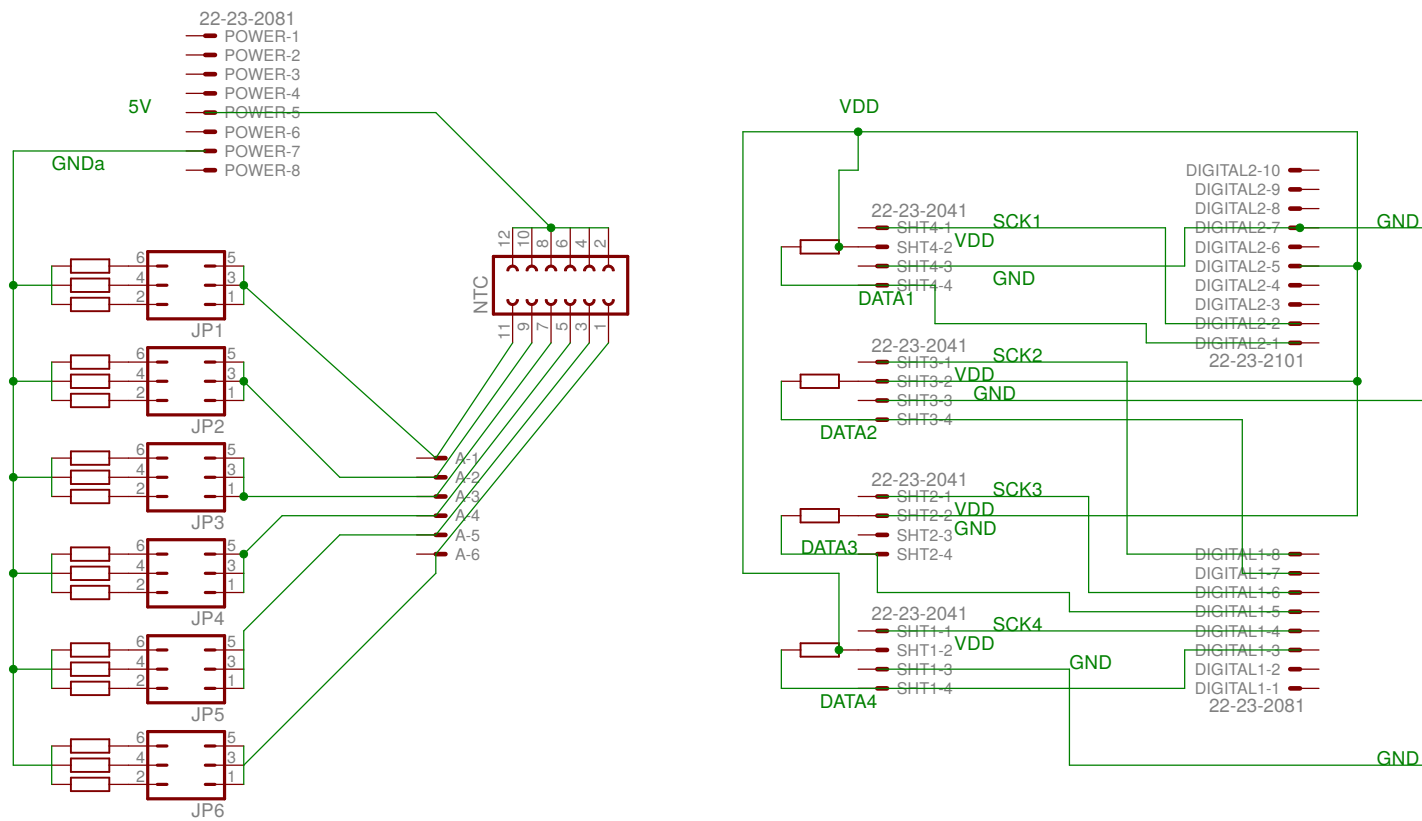 22-23-2081
POWER-1
POWER-2
POWER-3
POWER-4
5V
POWER-5
POWER-6
POWER-7
GNDa
POWER-8
12
10
8
6
4
2
NTC
11
9
7
5
3
1
6
5
4
3
2
1
JP1
6
5
4
3
2
1
JP2
6
5
4
3
2
1
JP3
6
5
4
3
2
1
JP4
6
5
4
3
2
1
JP5
6
5
4
3
2
1
JP6
A-1
A-2
A-3
A-4
A-5
A-6
VDD
22-23-2041
SHT4-1
SCK1
SHT4-2
VDD
SHT4-3
GND
SHT4-4
DATA1
22-23-2041
SHT3-1
SCK2
SHT3-2
VDD
SHT3-3
GND
SHT3-4
DATA2
22-23-2041
SHT2-1
SCK3
SHT2-2
VDD
SHT2-3
GND
SHT2-4
DATA3
22-23-2041
SHT1-1
SCK4
SHT1-2
VDD
SHT1-3
GND
SHT1-4
DATA4
DIGITAL2-10
DIGITAL2-9
DIGITAL2-8
DIGITAL2-7
GND
DIGITAL2-6
DIGITAL2-5
DIGITAL2-4
DIGITAL2-3
DIGITAL2-2
DIGITAL2-1
22-23-2101
DIGITAL1-8
DIGITAL1-7
DIGITAL1-6
DIGITAL1-5
DIGITAL1-4
DIGITAL1-3
DIGITAL1-2
DIGITAL1-1
22-23-2081
GND